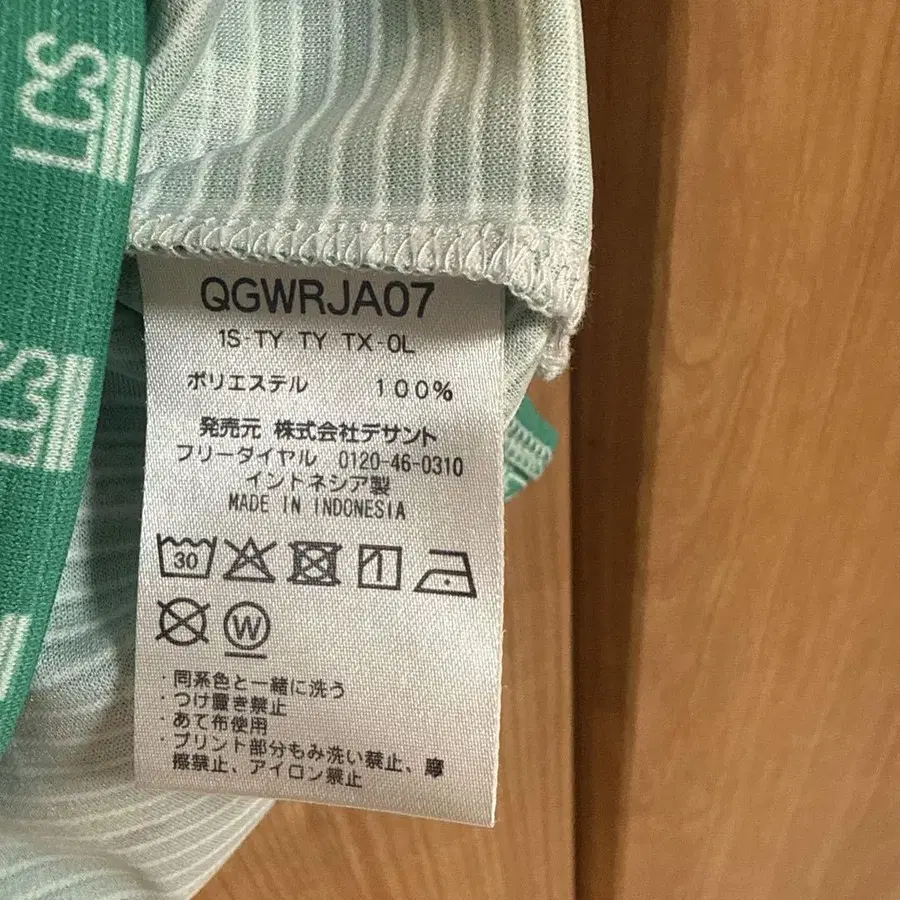 LCS
LCS
QGWRJA07
1S-TY TY TX-0L
ポリエステル 100%
発売元 株式会社デサント
フリーダイヤル 0120-46-0310
インドネシア製
MADE IN INDONESIA
30
W
・同系色と一緒に洗う
・つけ置き禁止
・あて布使用
・プリント部分もみ洗い禁止、摩
擦禁止、アイロン禁止